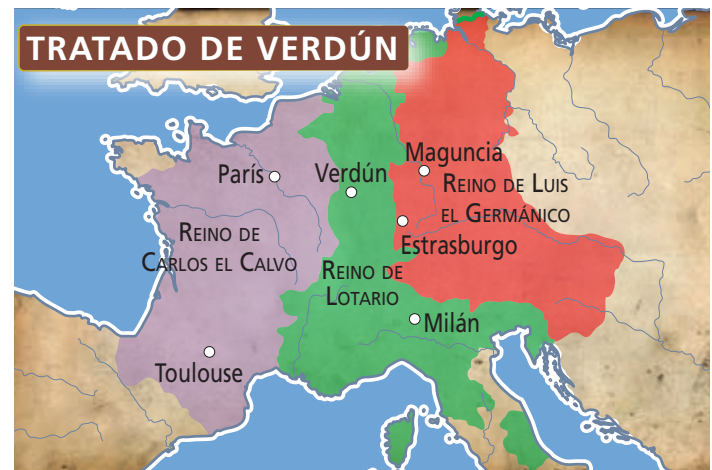 TRATADO DE VERDÚN
Maguncia
París
Verdún
REINO DE LUIS
EL GERMÁNICO
REINO DE
CARLOS EL CALVO
Estrasburgo
REINO DE
LOTARIO
Milán
Toulouse